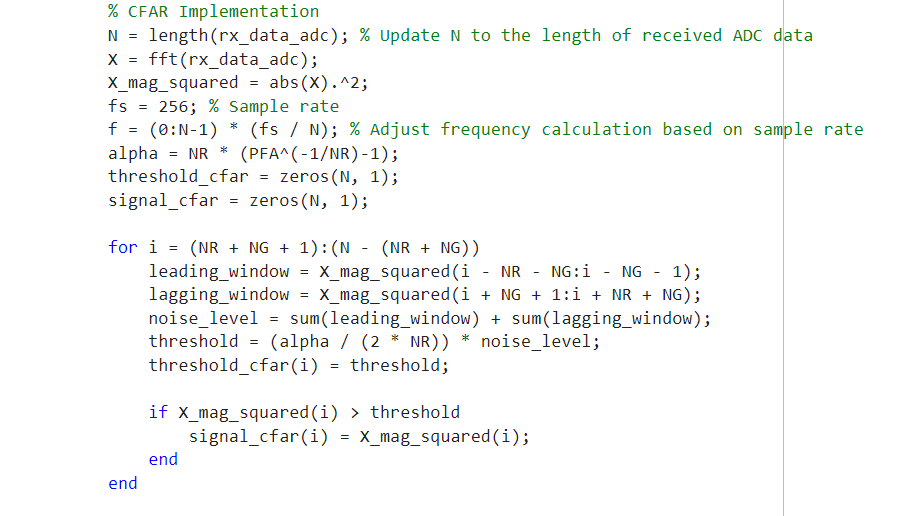 % CFAR Implementation
N = length(rx_data_adc); % Update N to the length of received ADC data
X = fft(rx_data_adc);
X_mag_squared = abs(X).^2;
fs = 256; % Sample rate
f = (0:N-1) * (fs / N); % Adjust frequency calculation based on sample rate
alpha = NR * (PFA^(-1/NR)-1);
threshold_cfar = zeros(N, 1);
signal_cfar = zeros(N, 1);
for i = (NR + NG + 1):(N - (NR + NG))
leading_window = X_mag_squared(i - NR - NG:i - NG - 1);
lagging_window = X_mag_squared(i + NG + 1:i + NR + NG);
noise_level = sum(leading_window) + sum(lagging_window);
threshold = (alpha / (2 * NR)) * noise_level;
threshold_cfar(i) = threshold;
if X_mag_squared(i) > threshold
signal_cfar(i) = X_mag_squared(i);
end
end